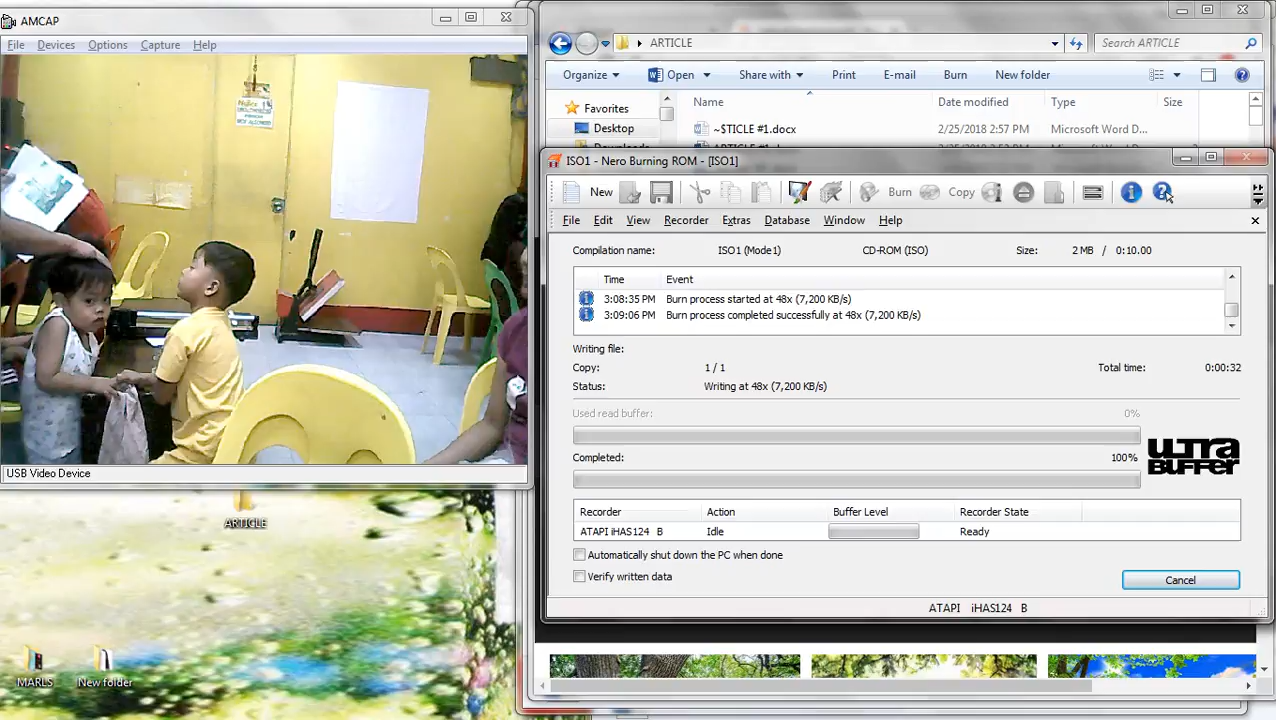 AMCAP
File Devices Options Capture Help
Notice
USB Video Device
ARTICLE
MARLS
New folder
ARTICLE
Search ARTICLE
Organize Open Share with Print E-mail Burn New folder
Favorites
Desktop
Name Date modified Type Size
~$TICLE #1.docx 2/25/2018 2:57 PM Microsoft Word D...
ISO1 - Nero Burning ROM - [ISO1]
New Burn Copy
File Edit View Recorder Extras Database Window Help
Compilation name: ISO1 (Mode1) CD-ROM (ISO) Size: 2 MB / 0:10.00
Time Event
3:08:35 PM Burn process started at 48x (7,200 KB/s)
3:09:06 PM Burn process completed successfully at 48x (7,200 KB/s)
Writing file:
Copy: 1 / 1 Total time: 0:00:32
Status: Writing at 48x (7,200 KB/s)
Used read buffer: 0%
Completed: 100%
ULTRA
BUFFER
Recorder Action Buffer Level Recorder State
ATAPI iHAS124 B Idle Ready
Automatically shut down the PC when done
Verify written data
Cancel
ATAPI iHAS124 B